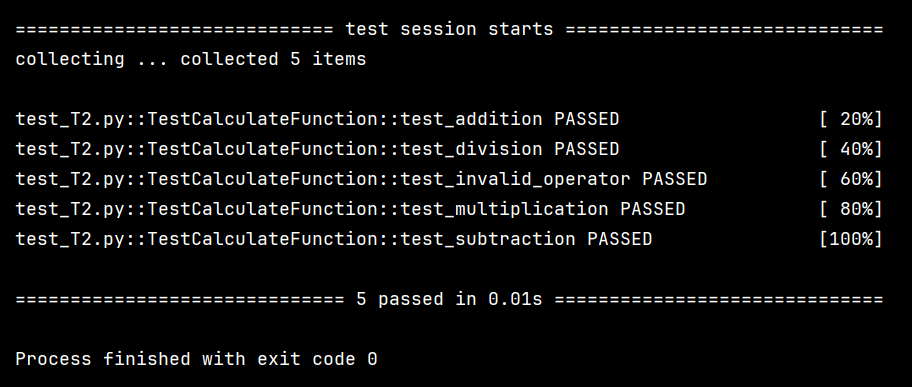 ============================= test session starts =============================
collecting ... collected 5 items
test_T2.py::TestCalculateFunction::test_addition PASSED                  [ 20%]
test_T2.py::TestCalculateFunction::test_division PASSED                  [ 40%]
test_T2.py::TestCalculateFunction::test_invalid_operator PASSED          [ 60%]
test_T2.py::TestCalculateFunction::test_multiplication PASSED            [ 80%]
test_T2.py::TestCalculateFunction::test_subtraction PASSED               [100%]
============================== 5 passed in 0.01s ==============================
Process finished with exit code 0